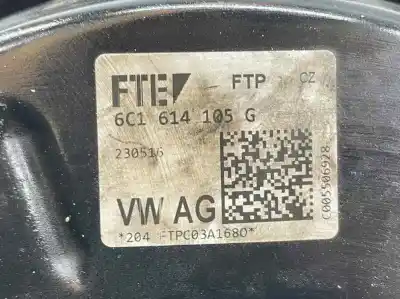 FTE - FTP CZ
6C1 614 105 G
230516
VW AG
C005506928
*204 FTPC03A1680*